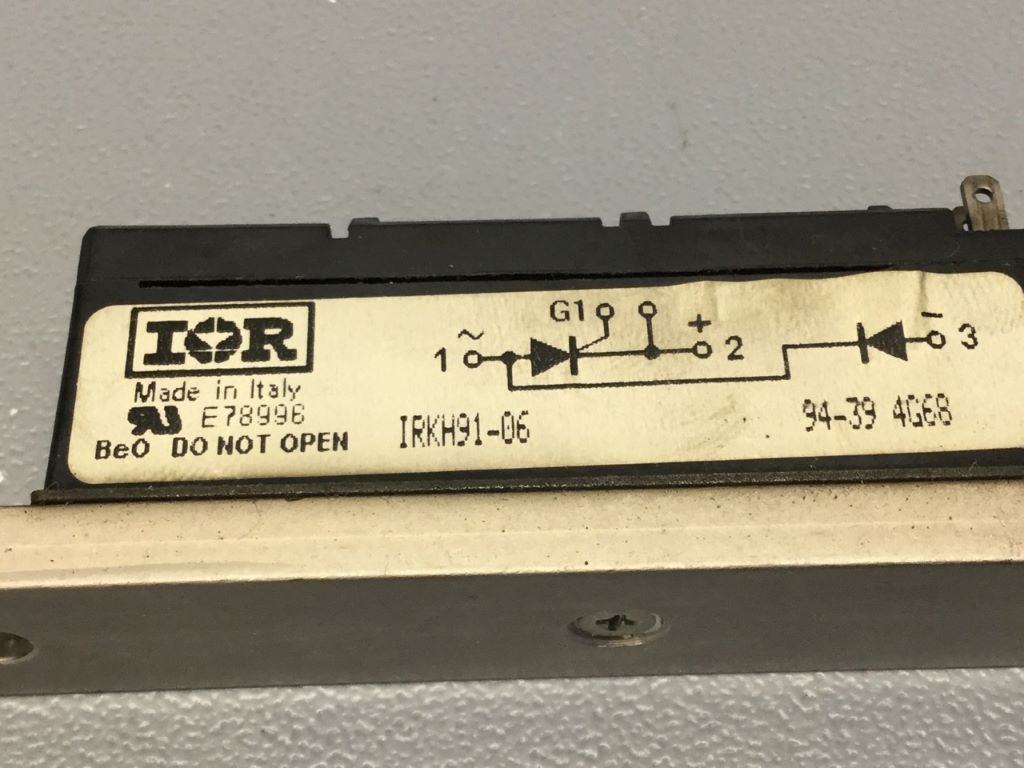 IOR
Made in Italy
E78996
BeO DO NOT OPEN
G1
1 ~ + 2 - 3
IRKH91-06
94-39 4G68